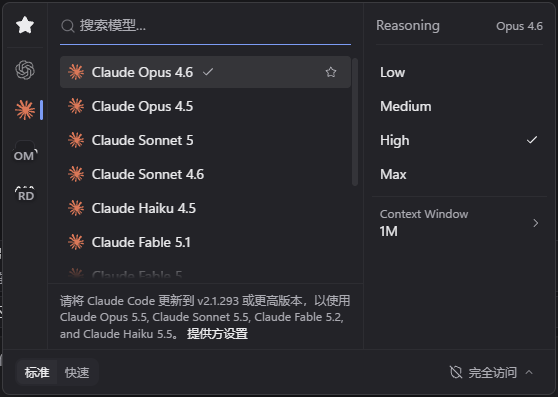 搜索模型...
Reasoning
Opus 4.6
Claude Opus 4.6
Claude Opus 4.5
Claude Sonnet 5
Claude Sonnet 4.6
Claude Haiku 4.5
Claude Fable 5.1
Claude Fable 5
Low
Medium
High
Max
Context Window
1M
OM
RD
请将 Claude Code 更新到 v2.1.293 或更高版本，以使用
Claude Opus 5.5, Claude Sonnet 5.5, Claude Fable 5.2,
and Claude Haiku 5.5。 提供方设置
标准
快速
完全访问